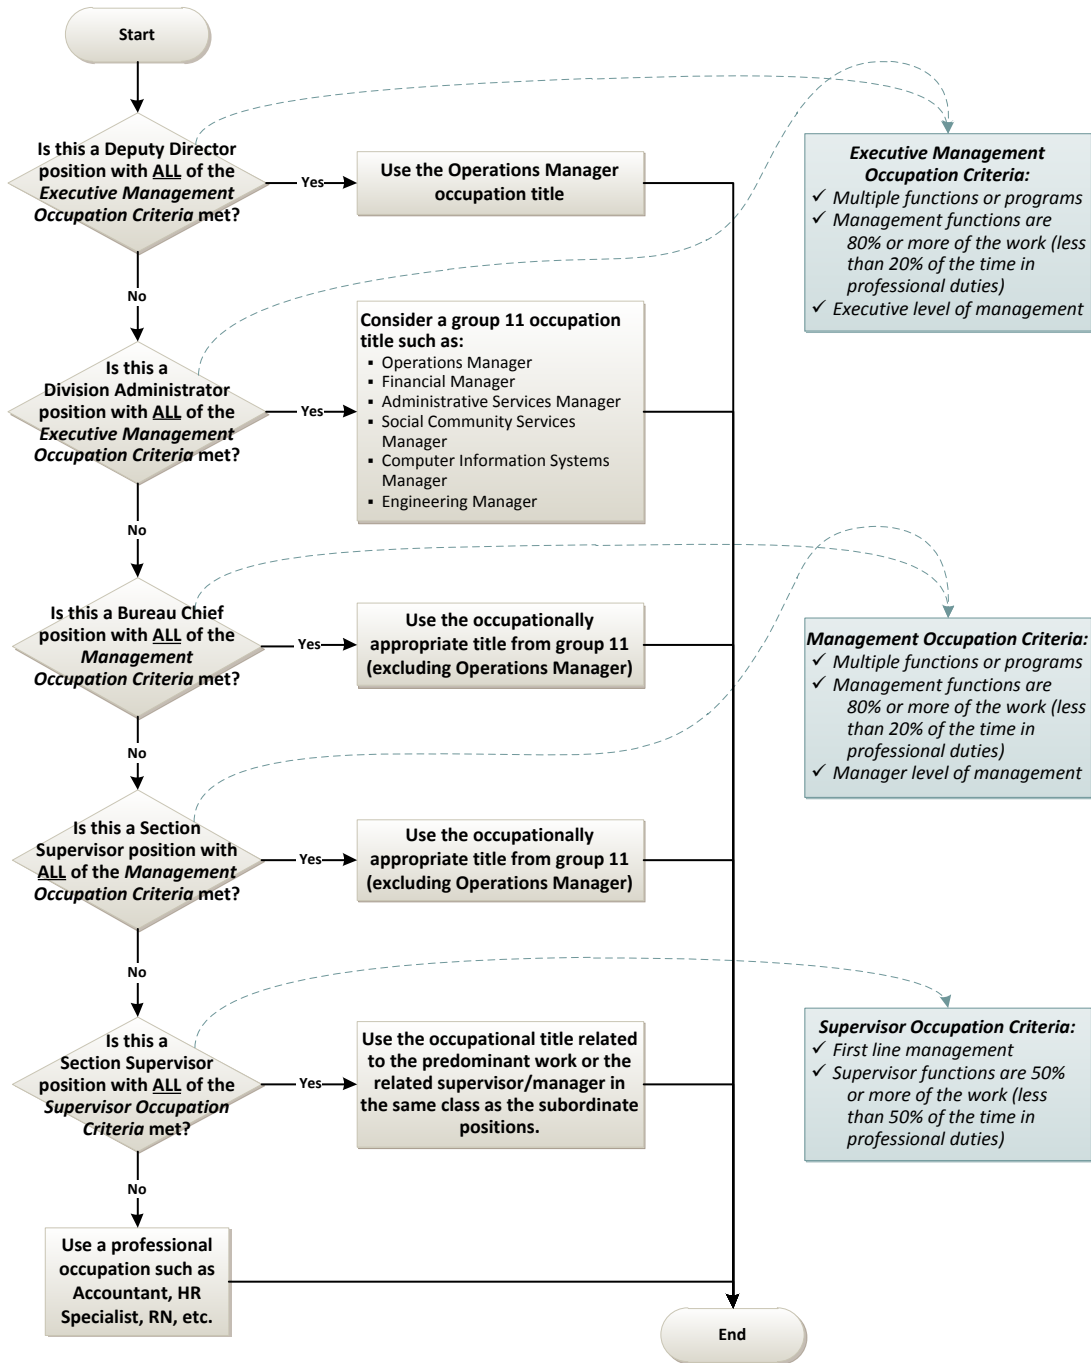 Start
Is this a Deputy Director
position with ALL of the
Executive Management
Occupation Criteria met?
Yes
Use the Operations Manager
occupation title
Executive Management
Occupation Criteria:
✓ Multiple functions or programs
✓ Management functions are
80% or more of the work (less
than 20% of the time in
professional duties)
✓ Executive level of management
No
Is this a
Division Administrator
position with ALL of the
Executive Management
Occupation Criteria met?
Yes
Consider a group 11 occupation
title such as:
▪ Operations Manager
▪ Financial Manager
▪ Administrative Services Manager
▪ Social Community Services
Manager
▪ Computer Information Systems
Manager
▪ Engineering Manager
No
Is this a Bureau Chief
position with ALL of the
Management
Occupation Criteria met?
Yes
Use the occupationally
appropriate title from group 11
(excluding Operations Manager)
Management Occupation Criteria:
✓ Multiple functions or programs
✓ Management functions are
80% or more of the work (less
than 20% of the time in
professional duties)
✓ Manager level of management
No
Is this a Section
Supervisor position with
ALL of the Management
Occupation Criteria met?
Yes
Use the occupationally
appropriate title from group 11
(excluding Operations Manager)
No
Is this a
Section Supervisor
position with ALL of the
Supervisor Occupation
Criteria met?
Yes
Use the occupational title related
to the predominant work or the
related supervisor/manager in
the same class as the subordinate
positions.
Supervisor Occupation Criteria:
✓ First line management
✓ Supervisor functions are 50%
or more of the work (less
than 50% of the time in
professional duties)
No
Use a professional
occupation such as
Accountant, HR
Specialist, RN, etc.
End